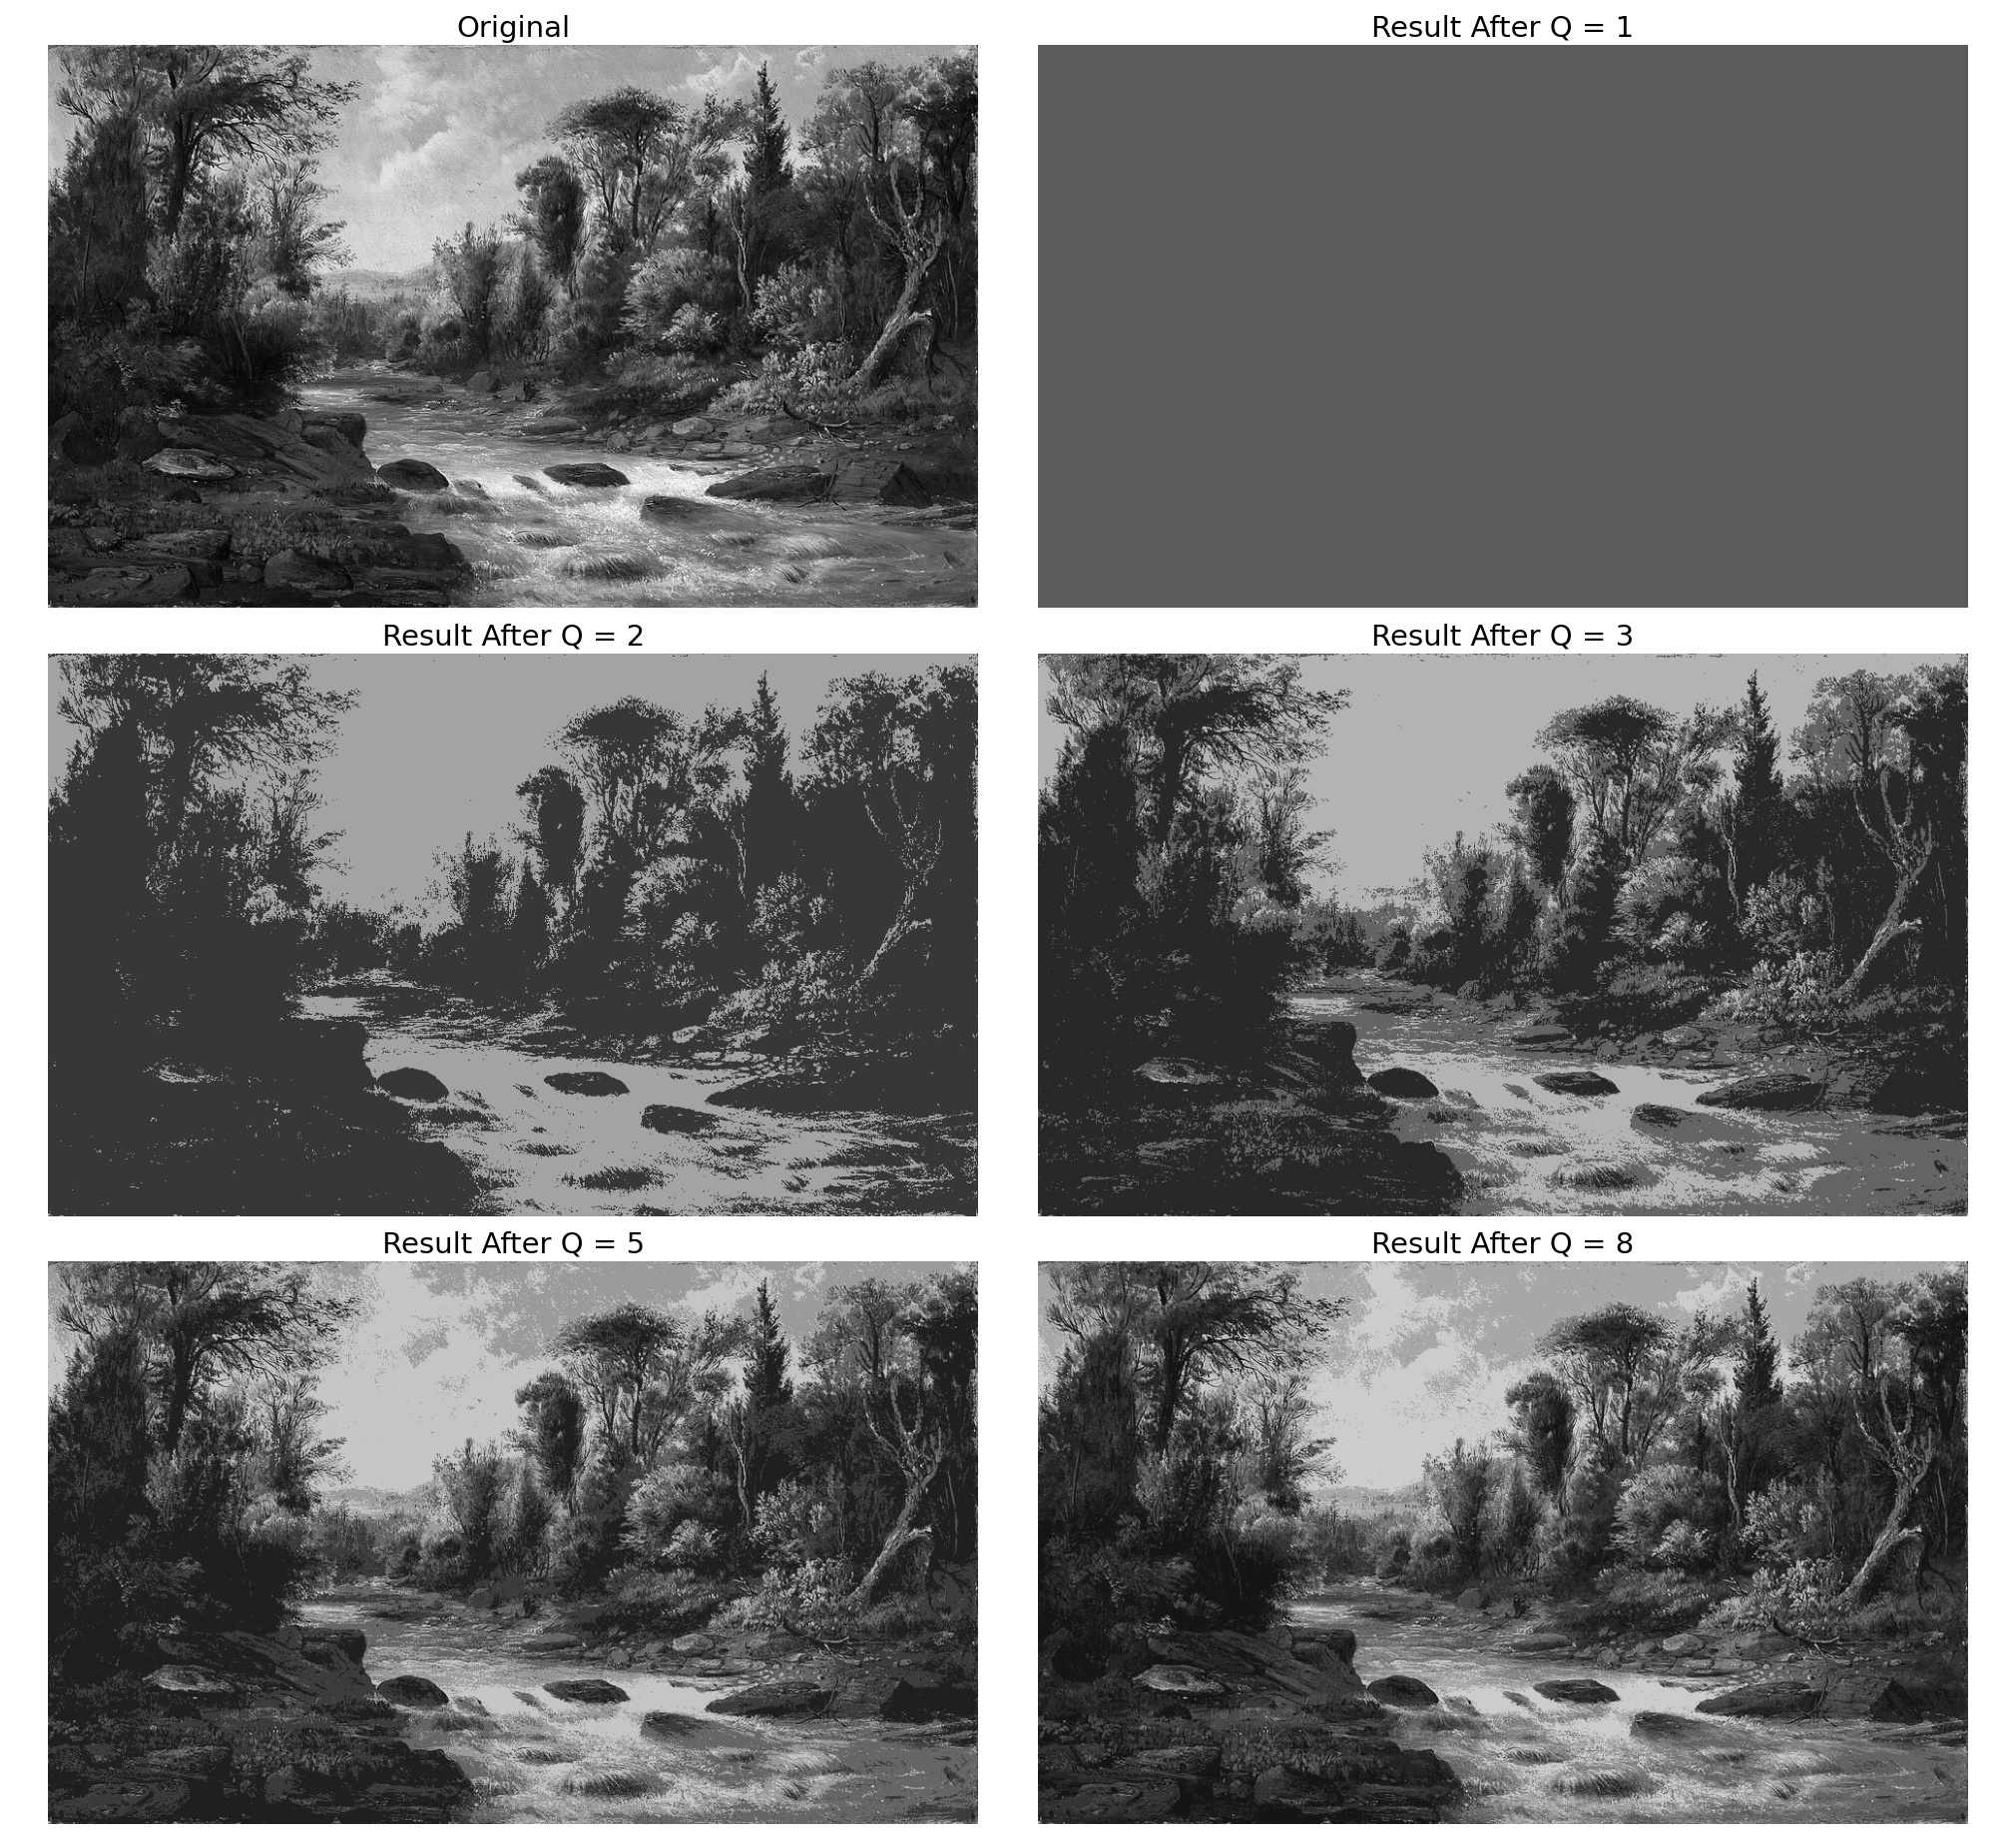 Original
Result After Q = 1
Result After Q = 2
Result After Q = 3
Result After Q = 5
Result After Q = 8